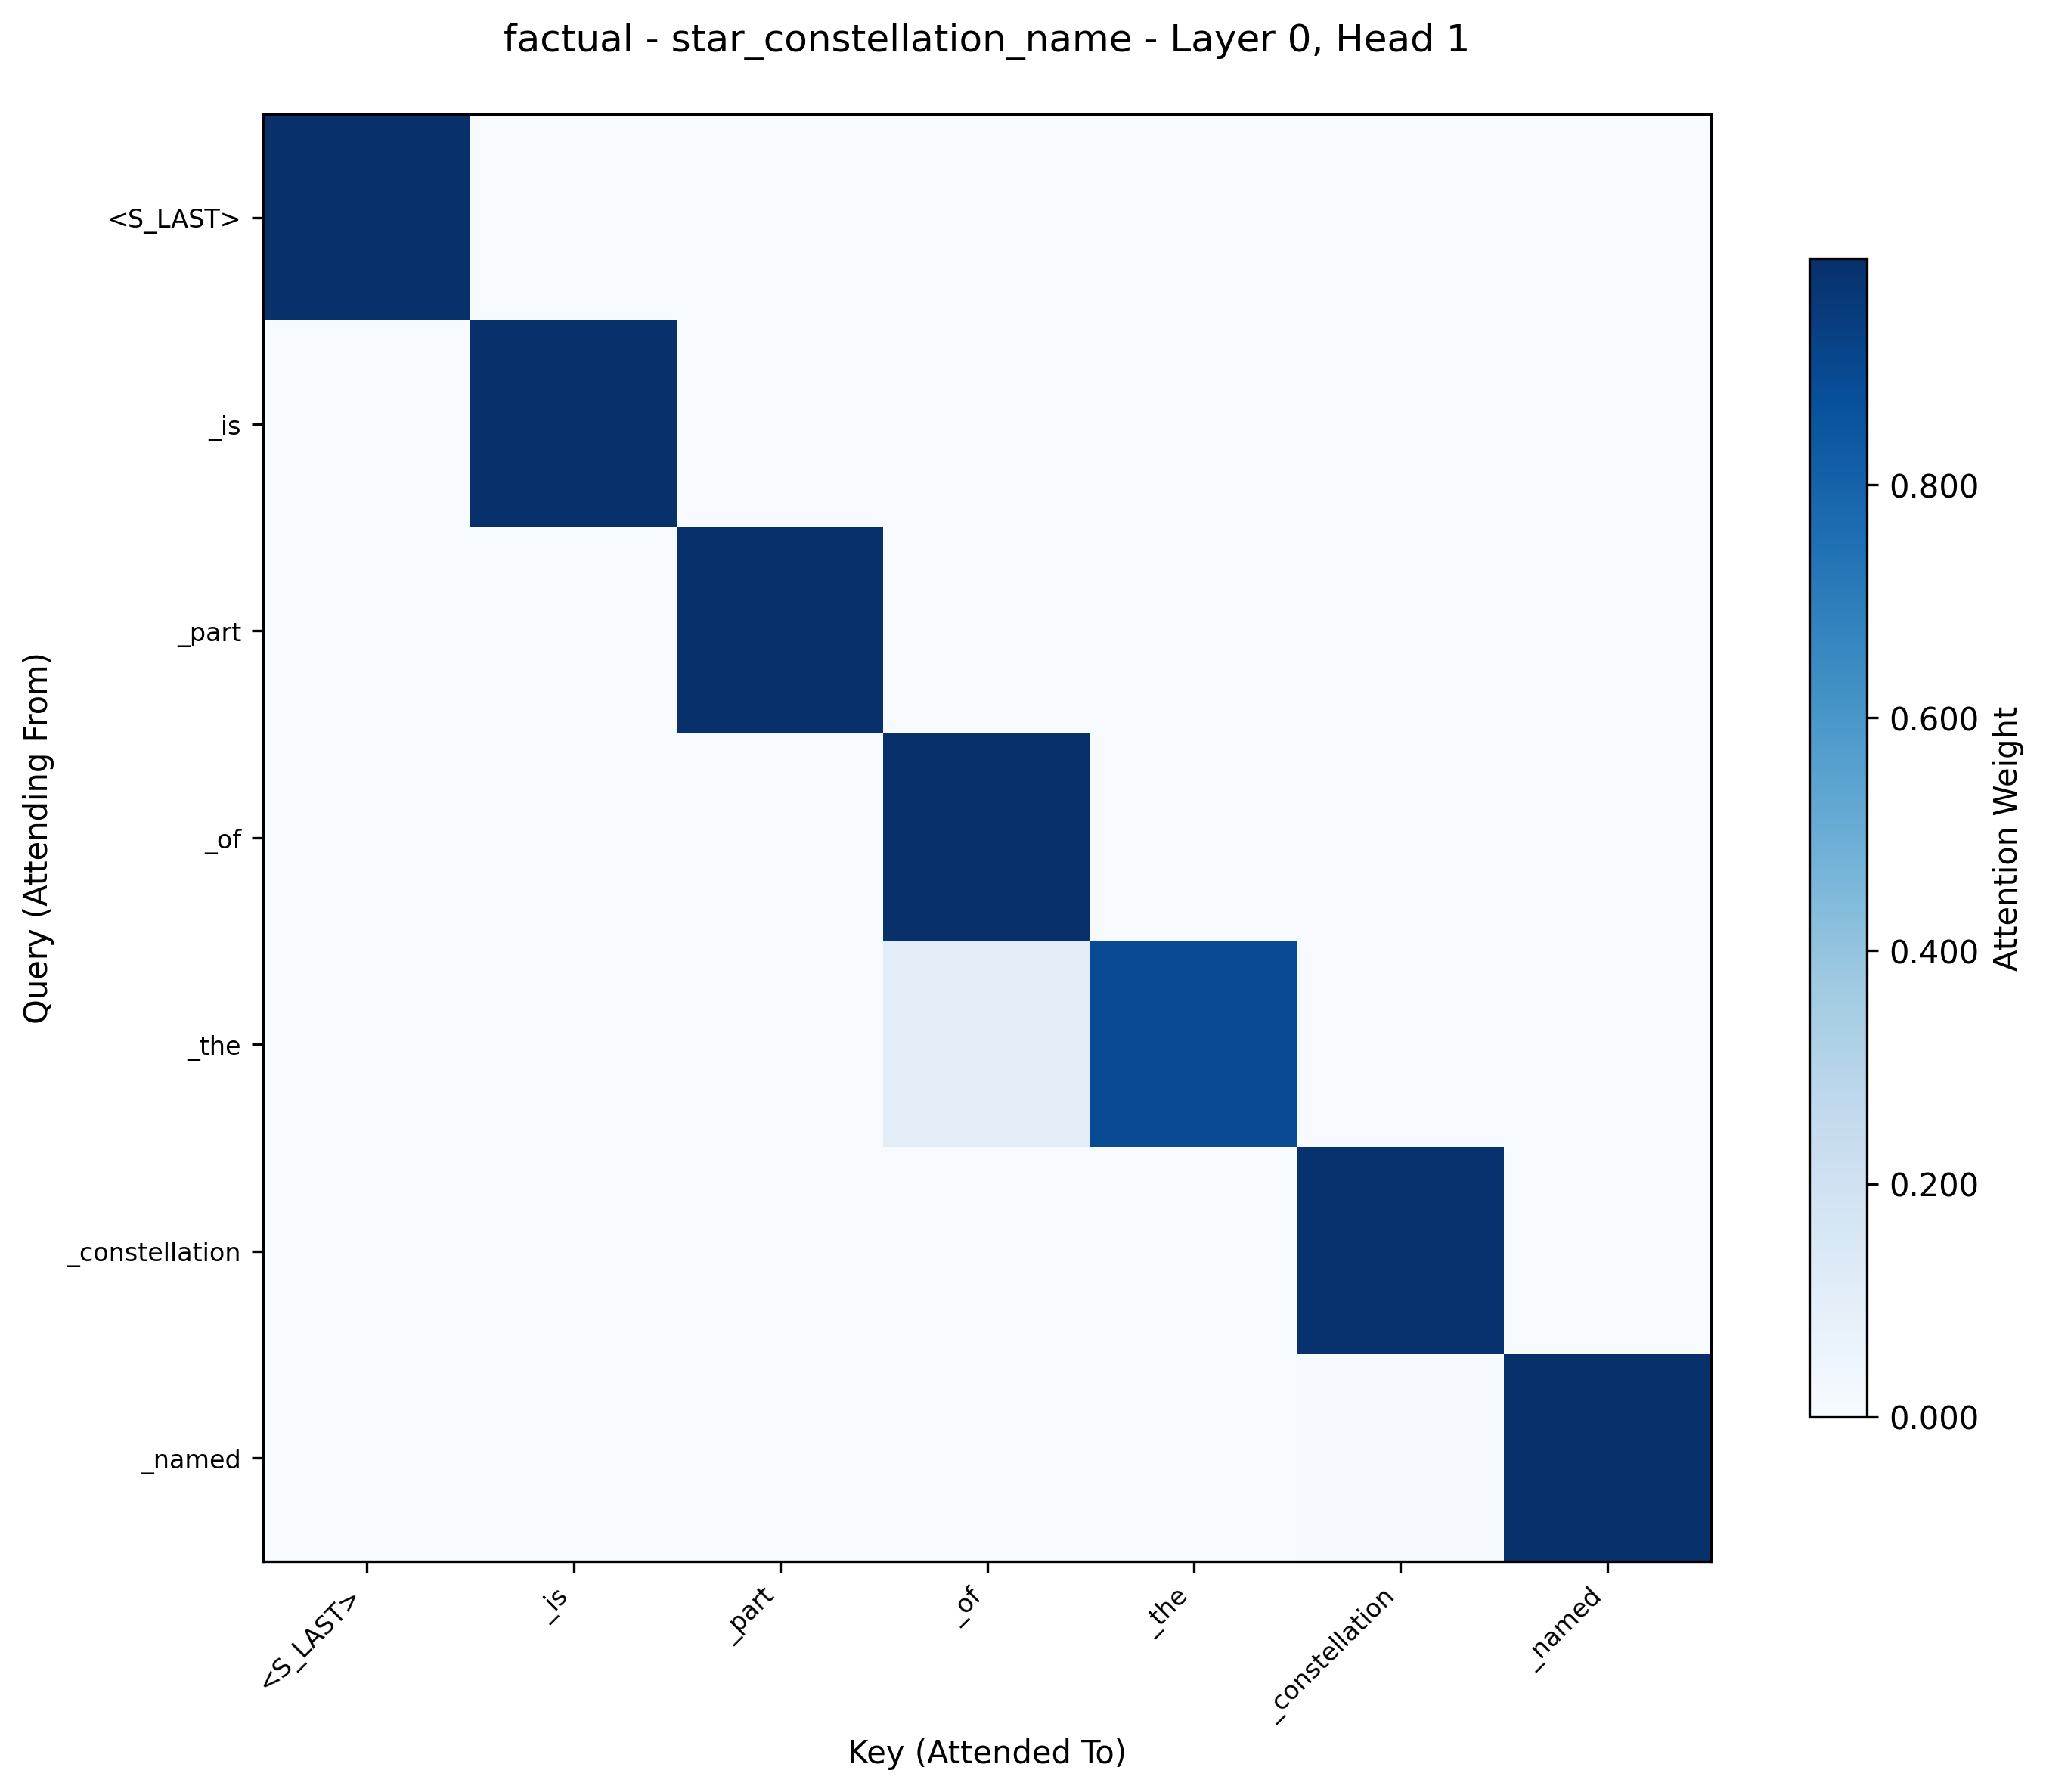 factual - star_constellation_name - Layer 0, Head 1
Query (Attending From)
<S_LAST>
_is
_part
_of
_the
_constellation
_named
<S_LAST>
_is
_part
_of
_the
_constellation
_named
Key (Attended To)
0.800
0.600
0.400
0.200
0.000
Attention Weight